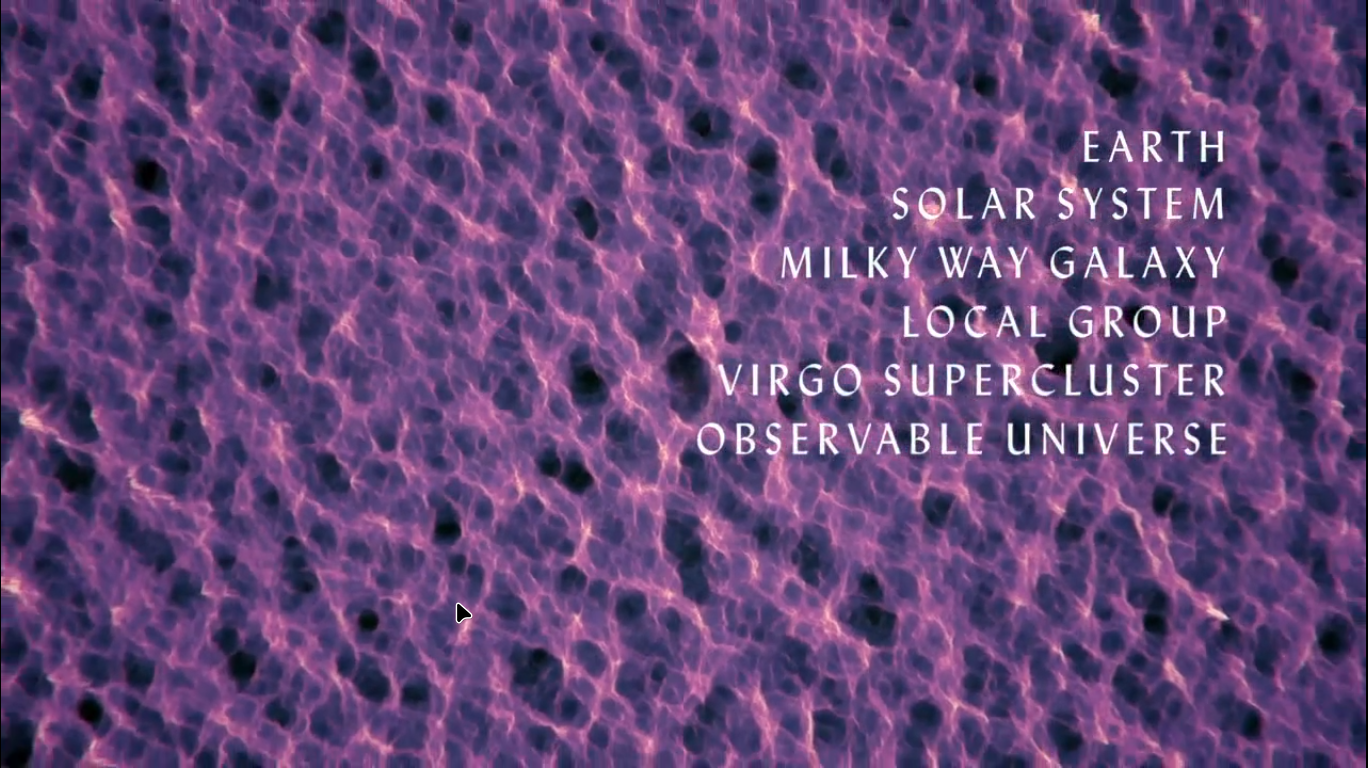 EARTH
SOLAR SYSTEM
MILKY WAY GALAXY
LOCAL GROUP
VIRGO SUPERCLUSTER
OBSERVABLE UNIVERSE